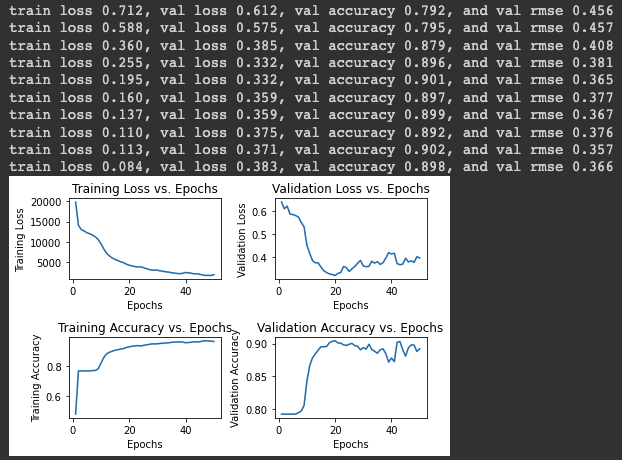 train loss 0.712, val loss 0.612, val accuracy 0.792, and val rmse 0.456
train loss 0.588, val loss 0.575, val accuracy 0.795, and val rmse 0.457
train loss 0.360, val loss 0.385, val accuracy 0.879, and val rmse 0.408
train loss 0.255, val loss 0.332, val accuracy 0.896, and val rmse 0.381
train loss 0.195, val loss 0.332, val accuracy 0.901, and val rmse 0.365
train loss 0.160, val loss 0.359, val accuracy 0.897, and val rmse 0.377
train loss 0.137, val loss 0.359, val accuracy 0.899, and val rmse 0.367
train loss 0.110, val loss 0.375, val accuracy 0.892, and val rmse 0.376
train loss 0.113, val loss 0.371, val accuracy 0.902, and val rmse 0.357
train loss 0.084, val loss 0.383, val accuracy 0.898, and val rmse 0.366
Training Loss vs. Epochs
Training Loss
20000
15000
10000
5000
0 20 40
Epochs
Validation Loss vs. Epochs
Validation Loss
0.6
0.4
0 20 40
Epochs
Training Accuracy vs. Epochs
Training Accuracy
0.8
0.6
0 20 40
Epochs
Validation Accuracy vs. Epochs
Validation Accuracy
0.90
0.85
0.80
0 20 40
Epochs